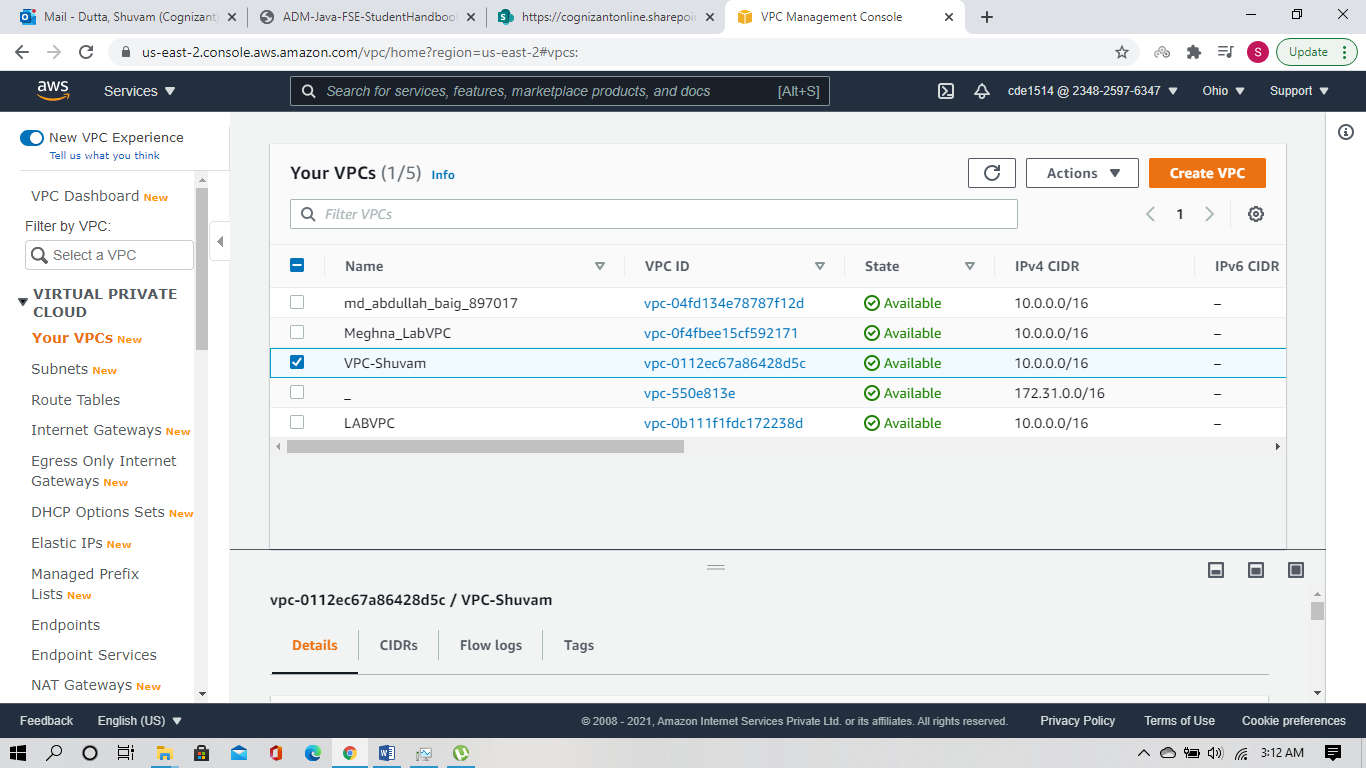 Mail - Dutta, Shuvam (Cognizant)
ADM-Java-FSE-StudentHandbook
https://cognizantonline.sharepoi
VPC Management Console
us-east-2.console.aws.amazon.com/vpc/home?region=us-east-2#vpcs:
S
Update
aws
Services
Search for services, features, marketplace products, and docs [Alt+S]
cde1514 @ 2348-2597-6347
Ohio
Support
New VPC Experience
Tell us what you think
VPC Dashboard New
Filter by VPC:
Select a VPC
VIRTUAL PRIVATE
CLOUD
Your VPCs New
Subnets New
Route Tables
Internet Gateways New
Egress Only Internet
Gateways New
DHCP Options Sets New
Elastic IPs New
Managed Prefix
Lists New
Endpoints
Endpoint Services
NAT Gateways New
Your VPCs (1/5) Info
Actions
Create VPC
Filter VPCs
1
Name VPC ID State IPv4 CIDR IPv6 CIDR
md_abdullah_baig_897017 vpc-04fd134e78787f12d Available 10.0.0.0/16 –
Meghna_LabVPC vpc-0f4fbee15cf592171 Available 10.0.0.0/16 –
VPC-Shuvam vpc-0112ec67a86428d5c Available 10.0.0.0/16 –
– vpc-550e813e Available 172.31.0.0/16 –
LABVPC vpc-0b111f1fdc172238d Available 10.0.0.0/16 –
vpc-0112ec67a86428d5c / VPC-Shuvam
Details CIDRs Flow logs Tags
Feedback English (US) © 2008 - 2021, Amazon Internet Services Private Ltd. or its affiliates. All rights reserved. Privacy Policy Terms of Use Cookie preferences
3:12 AM